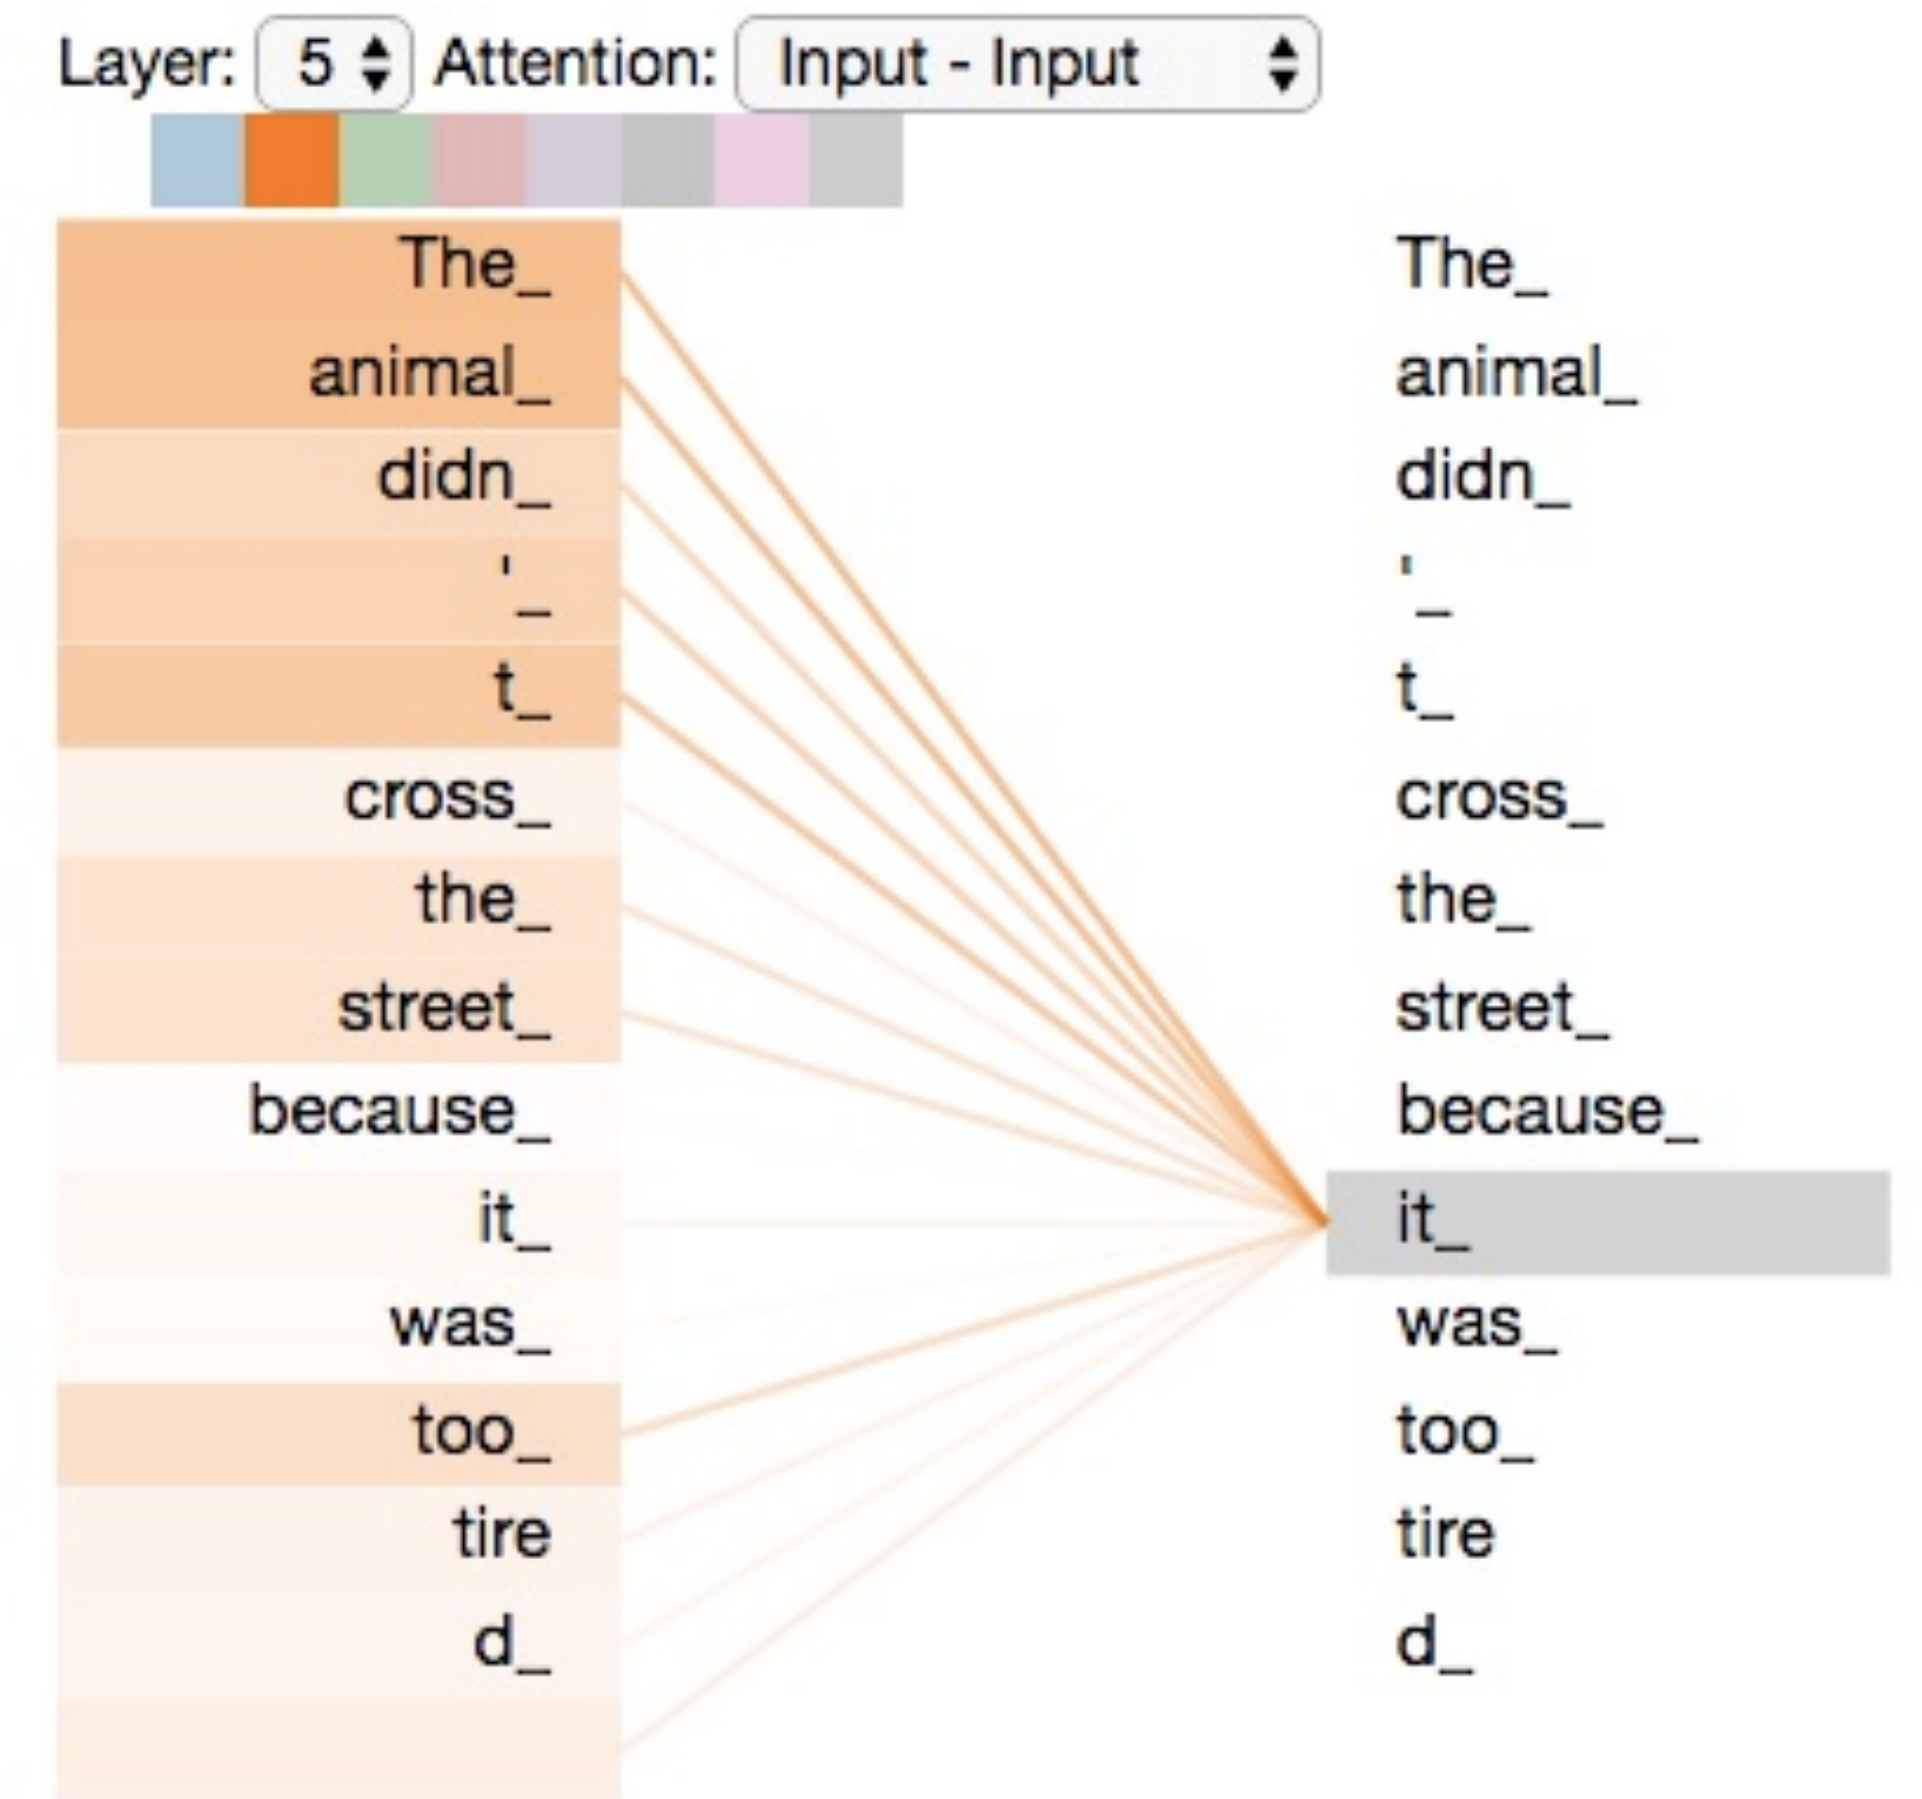 Layer: 5 Attention: Input - Input
The_ The_
animal_ animal_
didn_ didn_
'_ '_
t_ t_
cross_ cross_
the_ the_
street_ street_
because_ because_
it_ it_
was_ was_
too_ too_
tire tire
d_ d_